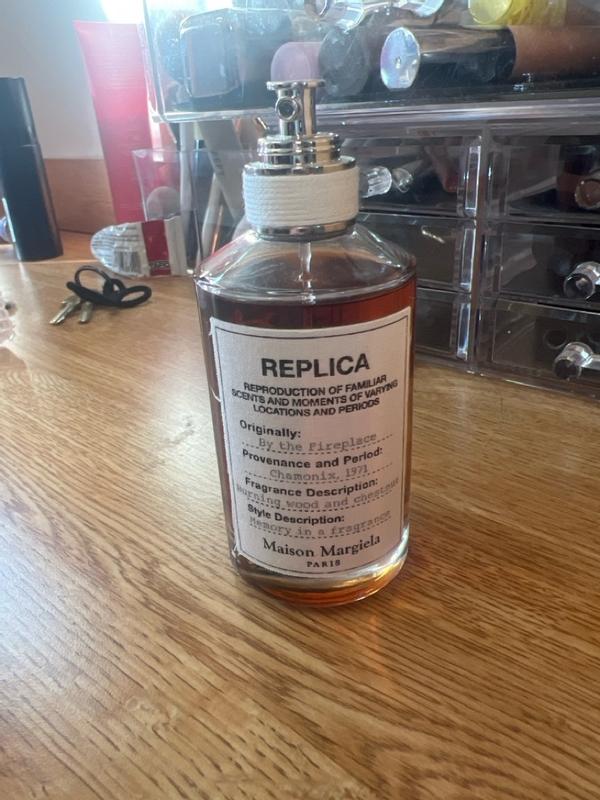 REPLICA
REPRODUCTION OF FAMILIAR
SCENTS AND MOMENTS OF VARYING
LOCATIONS AND PERIODS
Originally:
By the Fireplace
Provenance and Period:
Chamonix, 1971
Fragrance Description:
Burning wood and chestnut
Style Description:
Memory in a fragrance
Maison Margiela
PARIS